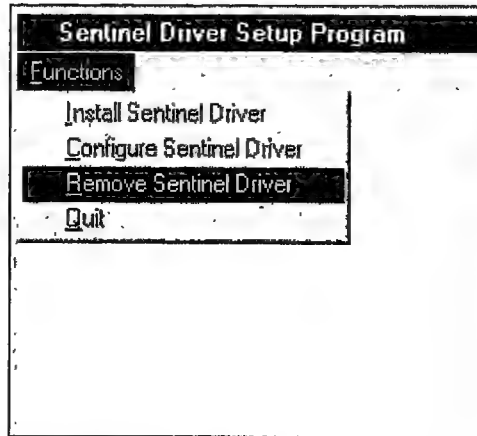 Sentinel Driver Setup Program
Functions
Install Sentinel Driver
Configure Sentinel Driver
Remove Sentinel Driver
Quit